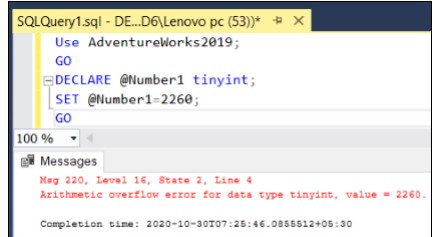 SQLQuery1.sql - DE...D6\Lenovo pc (53))*
Use AdventureWorks2019;
GO
DECLARE @Number1 tinyint;
SET @Number1=2260;
GO
100 %
Messages
Msg 220, Level 16, State 2, Line 4
Arithmetic overflow error for data type tinyint, value = 2260.
Completion time: 2020-10-30T07:25:46.0855512+05:30